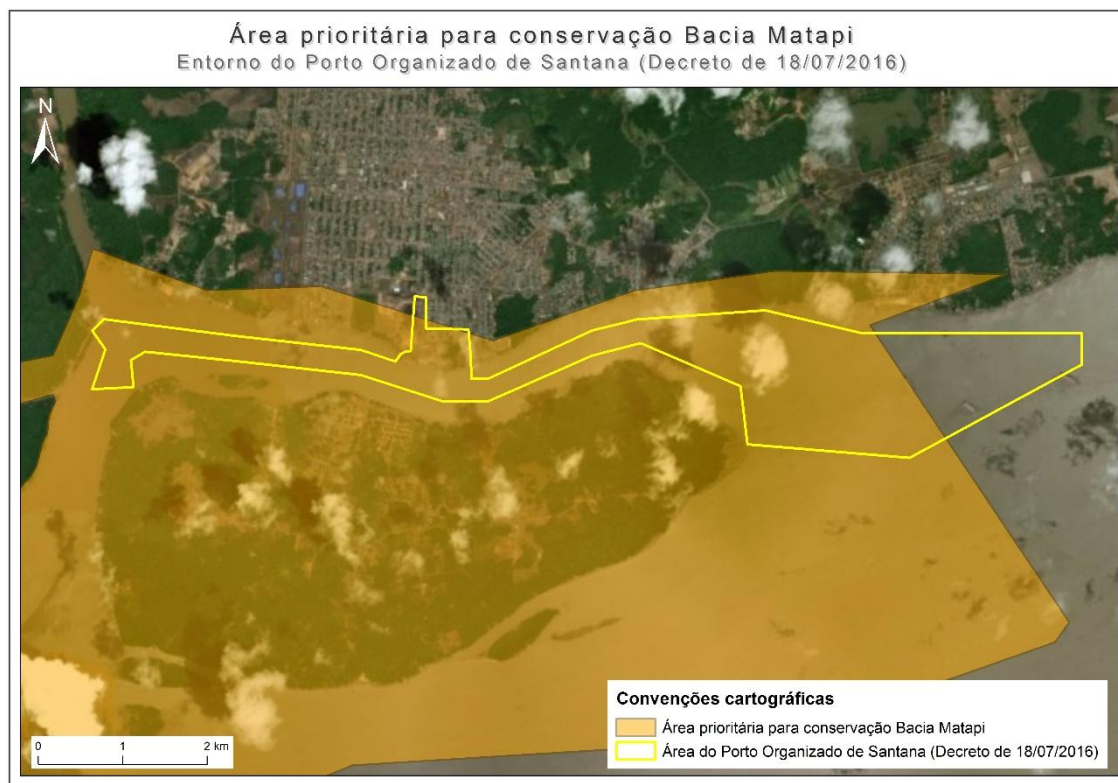 Área prioritária para conservação Bacia Matapi
Entorno do Porto Organizado de Santana (Decreto de 18/07/2016)
N
Convenções cartográficas
Área prioritária para conservação Bacia Matapi
Área do Porto Organizado de Santana (Decreto de 18/07/2016)
0 1 2 km